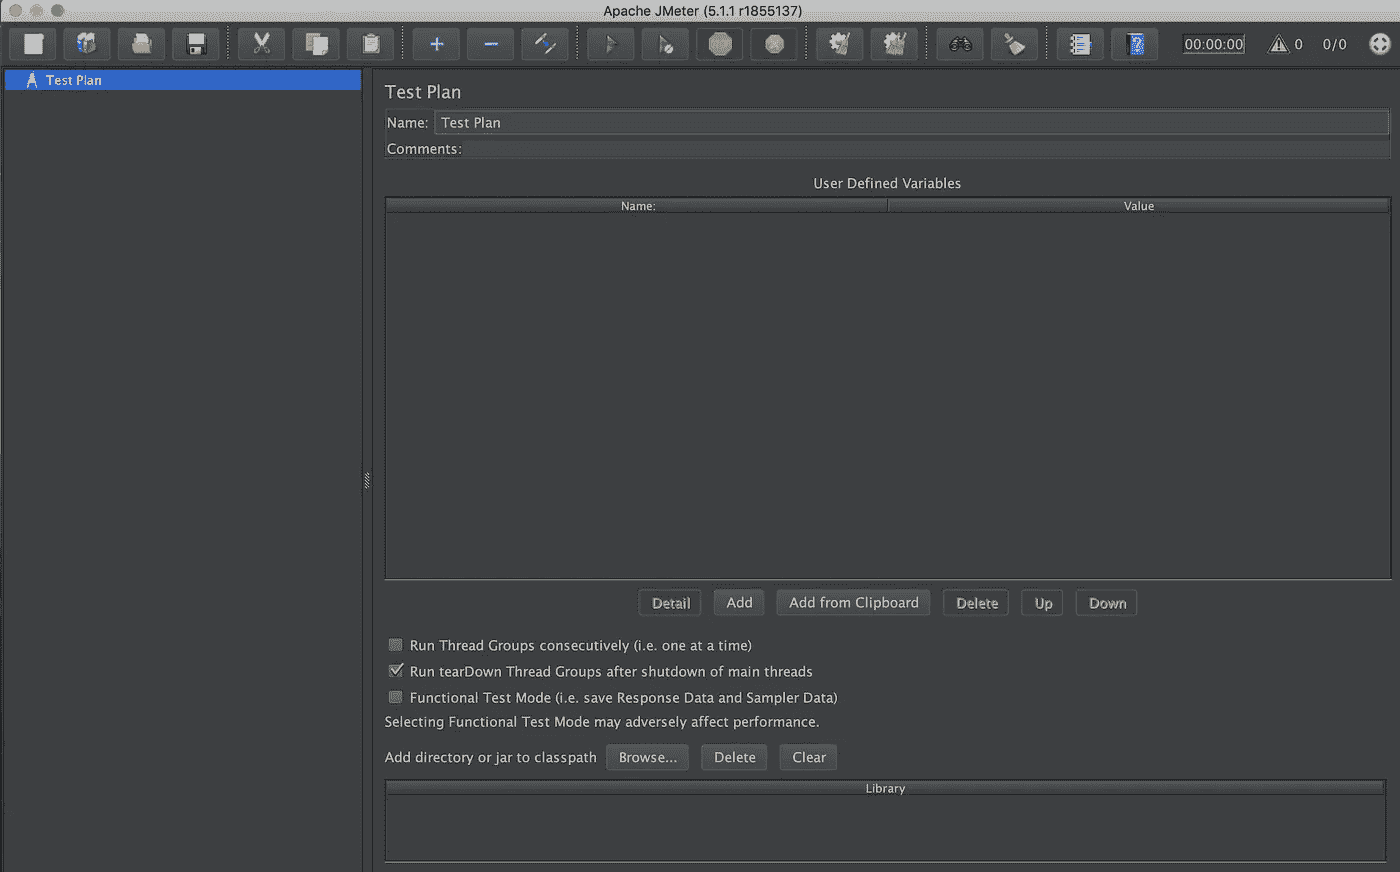 Apache JMeter (5.1.1 r1855137)
00:00:00 0 0/0
Test Plan
Test Plan
Name: Test Plan
Comments:
User Defined Variables
Name: Value
Detail Add Add from Clipboard Delete Up Down
Run Thread Groups consecutively (i.e. one at a time)
Run tearDown Thread Groups after shutdown of main threads
Functional Test Mode (i.e. save Response Data and Sampler Data)
Selecting Functional Test Mode may adversely affect performance.
Add directory or jar to classpath Browse... Delete Clear
Library